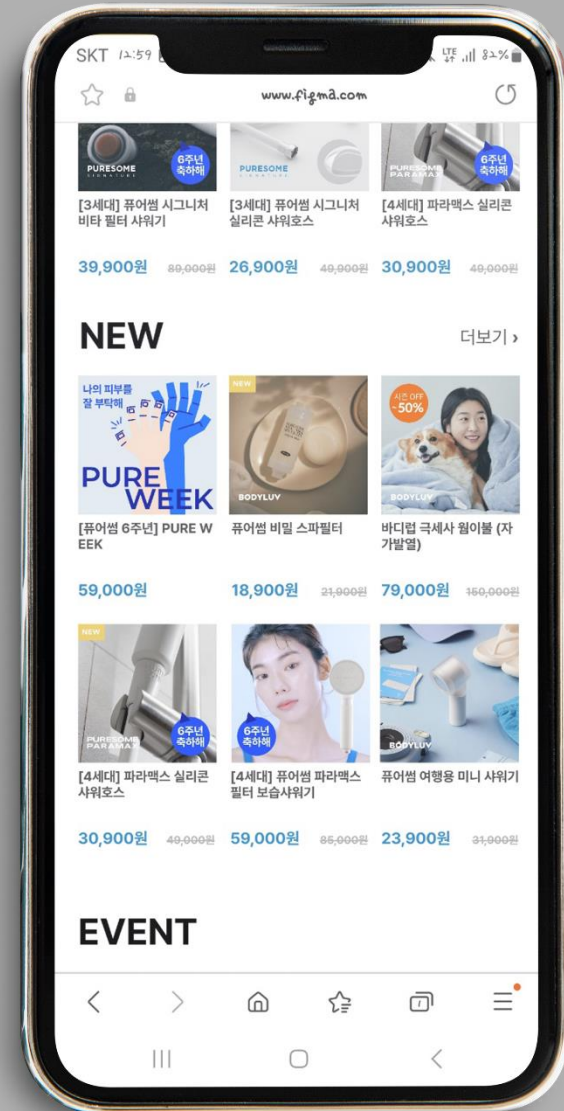 SKT 12:59
LTE 82%
www.figma.com
PURESOME
SIGNATURE
6주년
축하해
PURESOME
SIGNATURE
PURESOME
PARAMAX
6주년
축하해
[3세대] 퓨어썸 시그니처
비타 필터 샤워기
[3세대] 퓨어썸 시그니처
실리콘 샤워호스
[4세대] 파라맥스 실리콘
샤워호스
39,900원 89,000원 26,900원 49,900원 30,900원 49,000원
NEW
더보기 ›
나의 피부를
잘 부탁해
PURE
WEEK
NEW
BODYLUV
시즌 OFF
~50%
BODYLUV
[퓨어썸 6주년] PURE W
EEK
퓨어썸 비밀 스파필터
바디럽 극세사 웜이불 (자
가발열)
59,000원 18,900원 21,900원 79,000원 150,000원
NEW
PURESOME
PARAMAX
6주년
축하해
6주년
축하해
BODYLUV
[4세대] 파라맥스 실리콘
샤워호스
[4세대] 퓨어썸 파라맥스
필터 보습샤워기
퓨어썸 여행용 미니 샤워기
30,900원 49,000원 59,000원 85,000원 23,900원 31,900원
EVENT
1